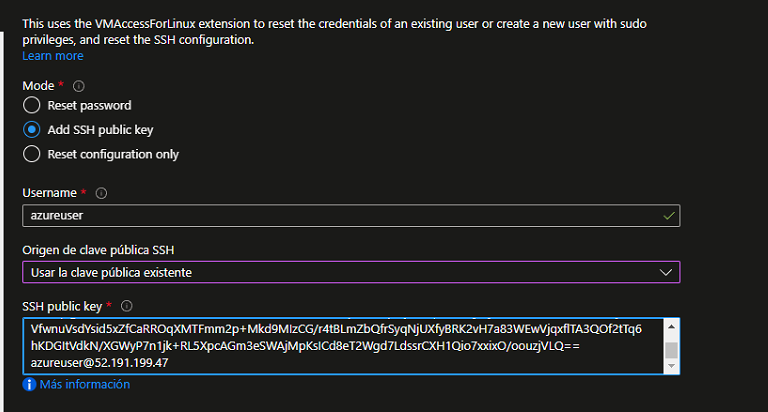 This uses the VMAccessForLinux extension to reset the credentials of an existing user or create a new user with sudo
privileges, and reset the SSH configuration.
Learn more
Mode *
Reset password
Add SSH public key
Reset configuration only
Username *
azureuser
Origen de clave pública SSH
Usar la clave pública existente
SSH public key *
VfwnuVsdYsid5xZfCaRROqXMTFmm2p+Mkd9MIzCG/r4tBLmZbQfrSyqNjUXfyBRK2vH7a83WEwVjqxflTA3QOf2tTq6
hKDGItVdkN/XGWyP7n1jk+RL5XpcAGm3eSWAjMpKsICd8eT2Wgd7LdssrCXH1Qio7xxixO/oouzjVLQ==
azureuser@52.191.199.47
Más información